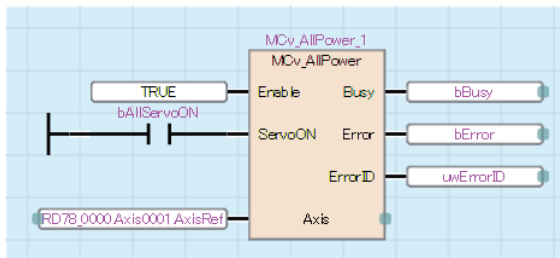 MCv_AllPower_1
MCv_AllPower
TRUE
Enable
Busy
bBusy
bAllServoON
ServoON
Error
bError
ErrorID
uwErrorID
RD78_0000.Axis0001.AxisRef
Axis